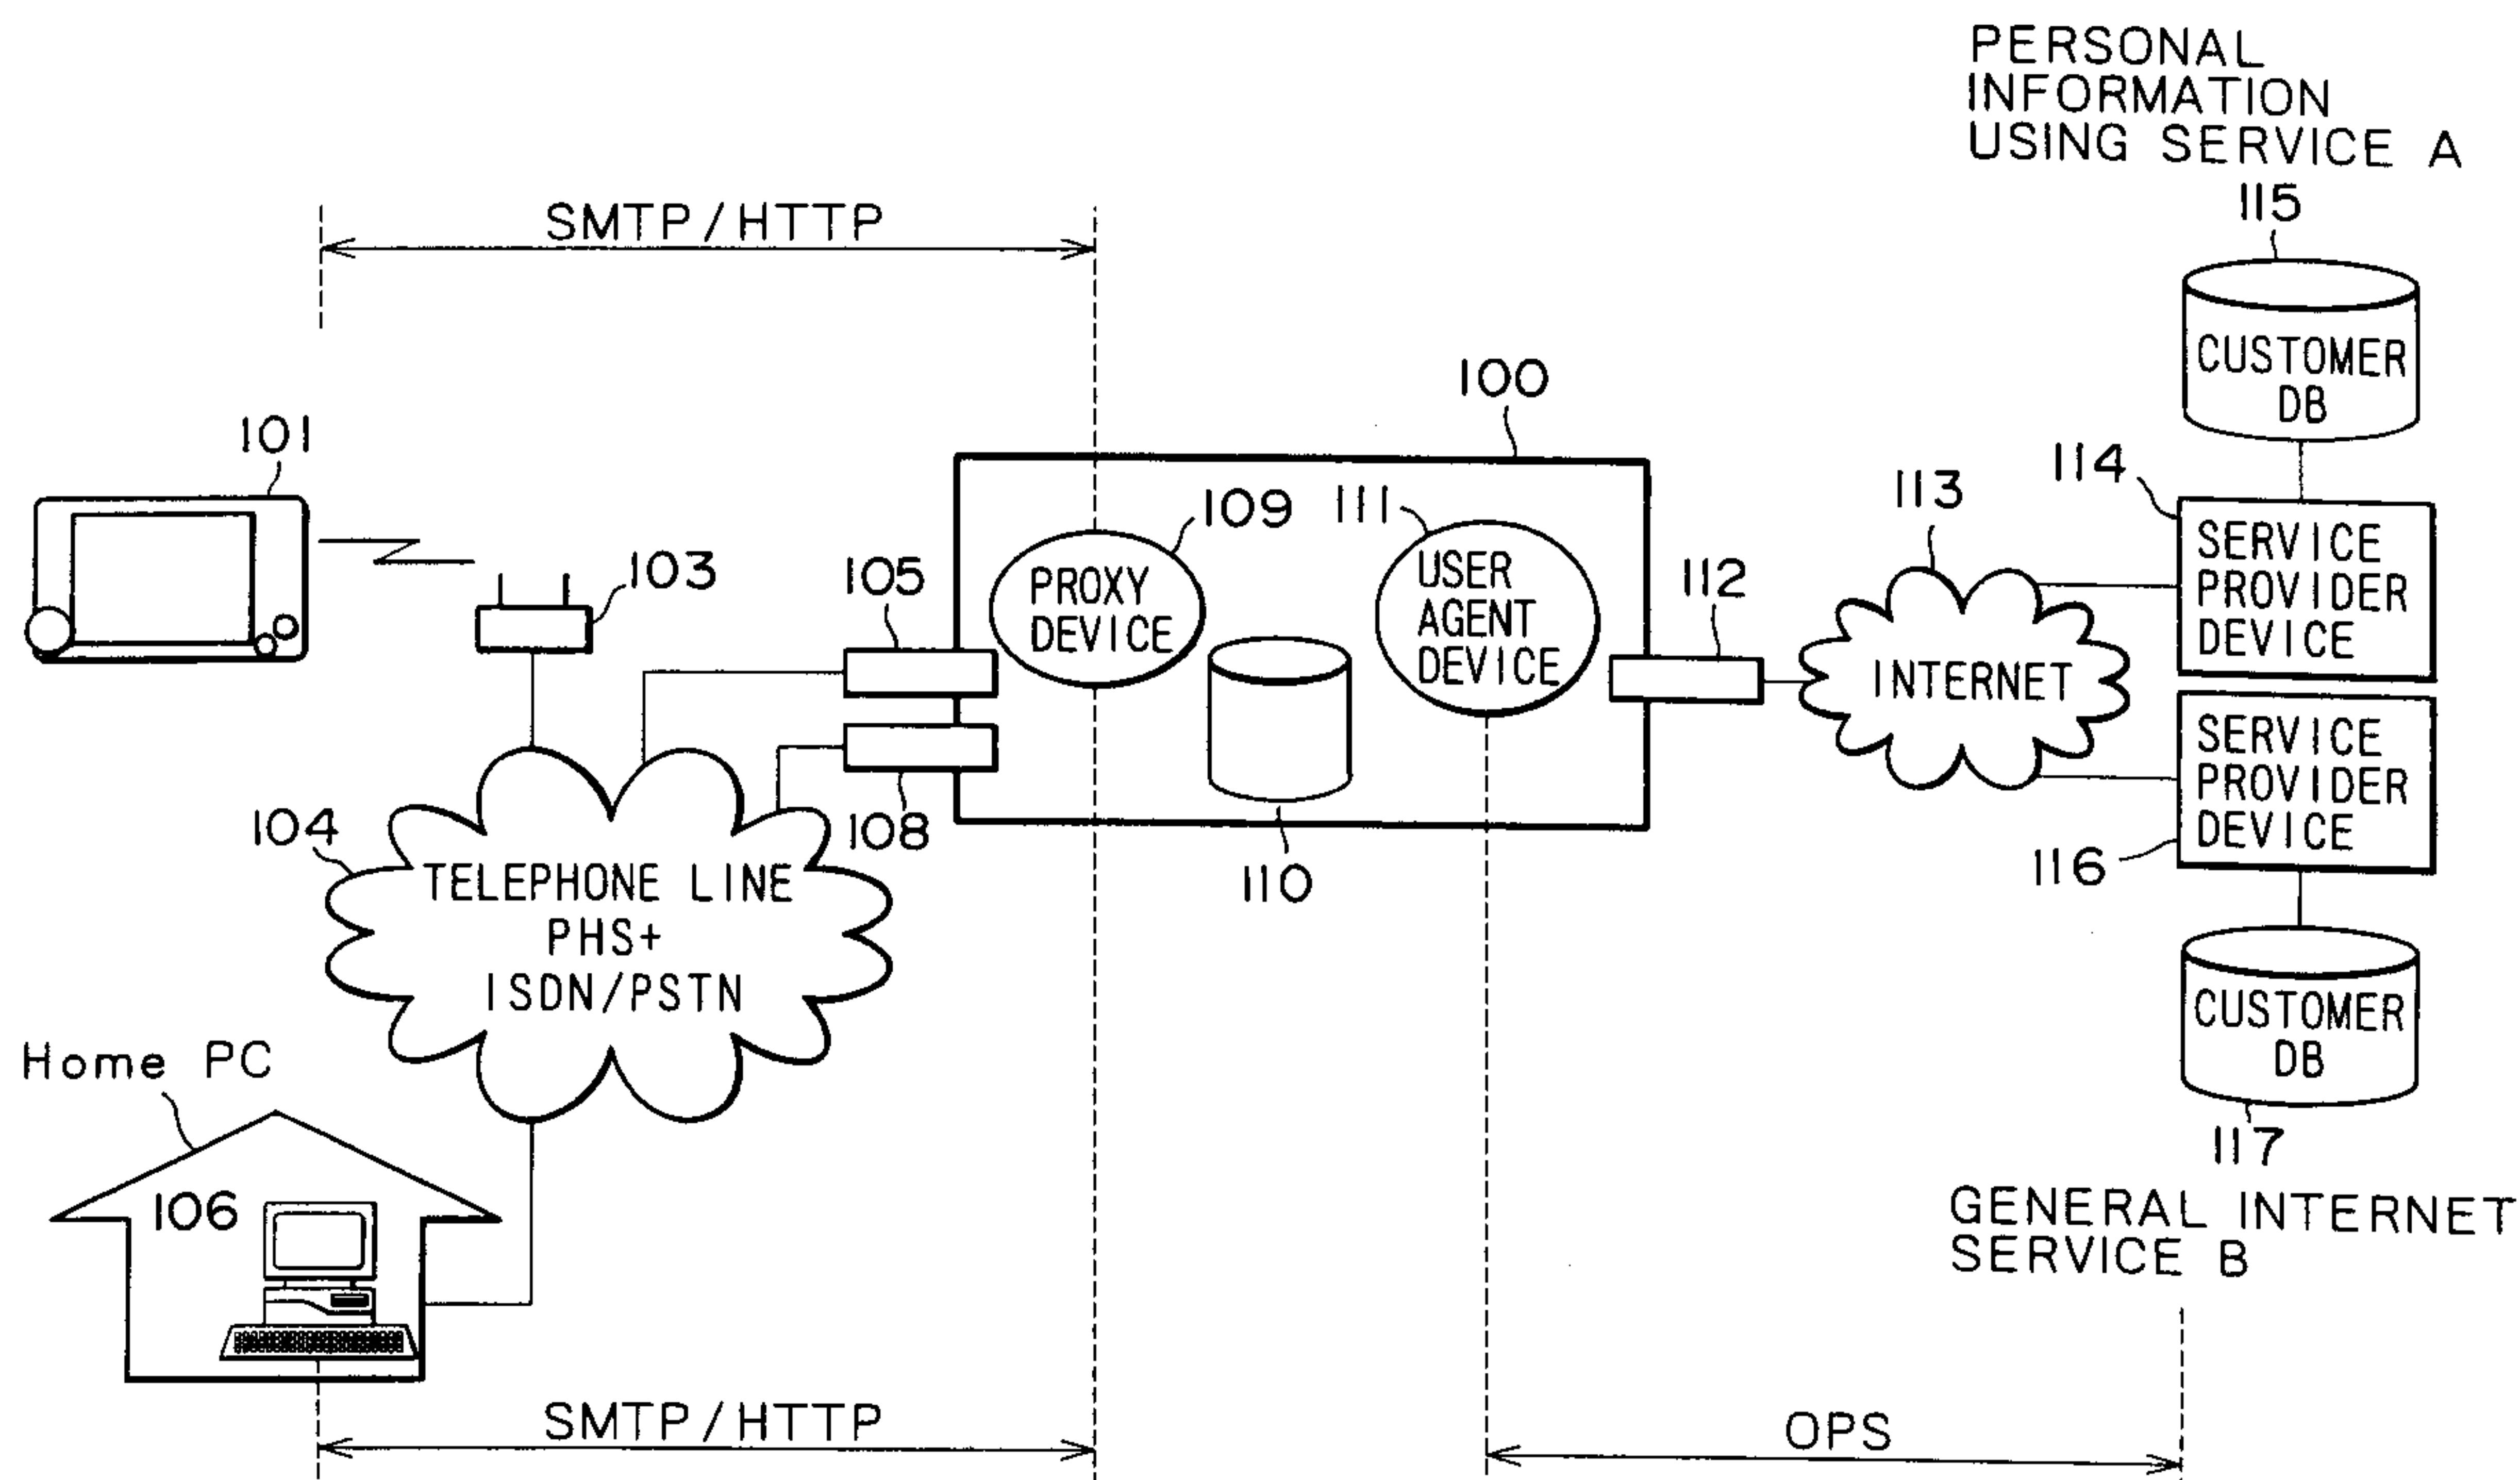 PERSONAL
INFORMATION
USING SERVICE A
115
SMTP/HTTP
CUSTOMER
DB
100
101
114
113
109
111
SERVICE
PROVIDER
DEVICE
103
105
PROXY
DEVICE
USER
AGENT
DEVICE
112
INTERNET
SERVICE
PROVIDER
DEVICE
104
108
110
116
TELEPHONE LINE
PHS+
ISDN/PSTN
CUSTOMER
DB
Home PC
117
106
GENERAL INTERNET
SERVICE B
SMTP/HTTP
OPS